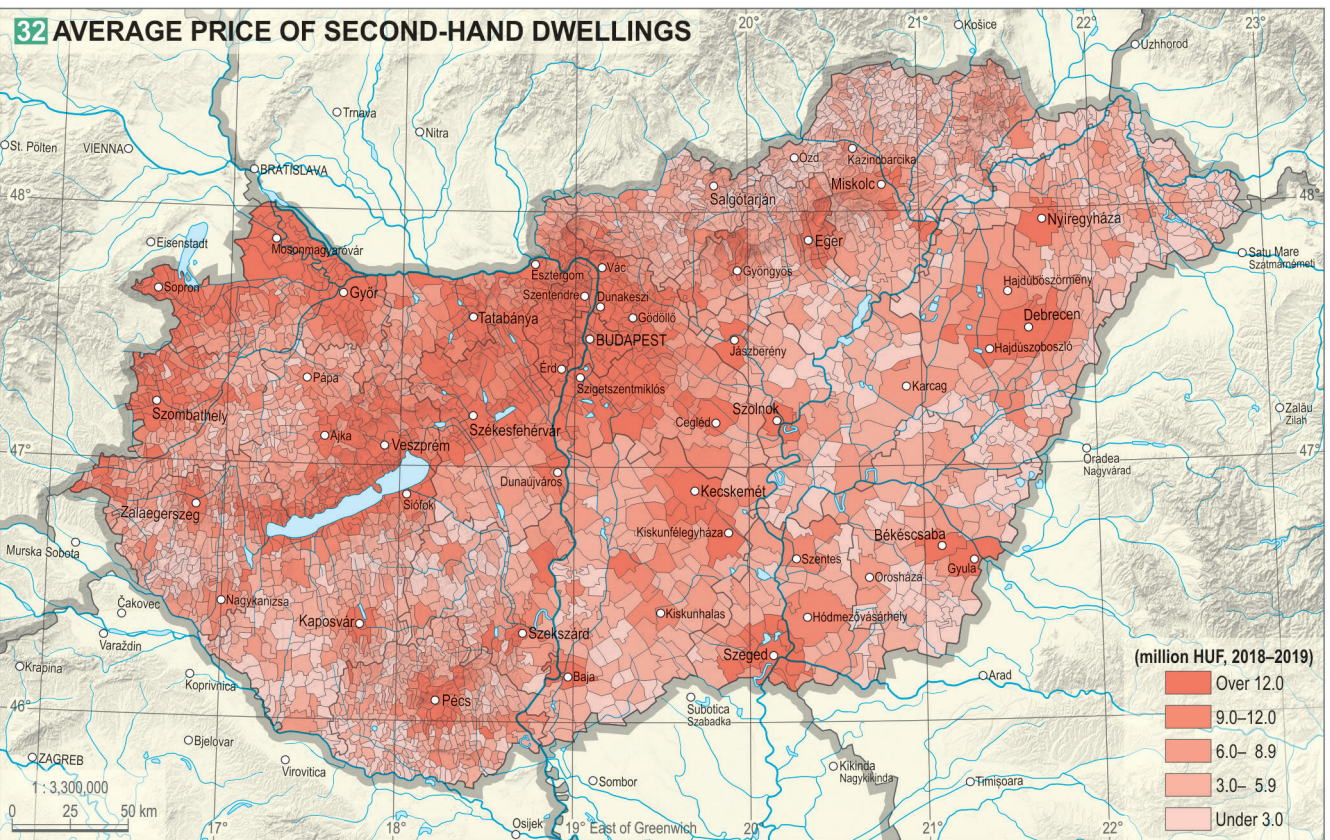 32 AVERAGE PRICE OF SECOND-HAND DWELLINGS
20°
21°
22°
23°
Košice
Uzhhorod
Trnava
Nitra
St. Pölten
VIENNA
BRATISLAVA
Ózd
Kazincbarcika
Miskolc
Salgótarján
48°
48°
Nyíregyháza
Eisenstadt
Mosonmagyaróvár
Eger
Satu Mare
Szatmárnémeti
Sopron
Győr
Esztergom
Vác
Gyöngyös
Hajdúböszörmény
Szentendre
Dunakeszi
Tatabánya
Gödöllő
Debrecen
BUDAPEST
Jászberény
Hajdúszoboszló
Érd
Pápa
Szigetszentmiklós
Karcag
Szombathely
Szolnok
Zalău
Zilah
Cegléd
Székesfehérvár
Ajka
Veszprém
47°
47°
Oradea
Nagyvárad
Dunaújváros
Kecskemét
Siófok
Zalaegerszeg
Kiskunfélegyháza
Békéscsaba
Murska Sobota
Szentes
Gyula
Orosháza
Čakovec
Nagykanizsa
Kaposvár
Kiskunhalas
Hódmezővásárhely
Varaždin
Szekszárd
Szeged
(million HUF, 2018–2019)
Krapina
Koprivnica
Baja
Arad
Over 12.0
Pécs
Subotica
Szabadka
46°
9.0–12.0
Bjelovar
6.0– 8.9
ZAGREB
Virovitica
Kikinda
Nagykikinda
Sombor
Timişoara
3.0– 5.9
1 : 3,300,000
0 25 50 km
Under 3.0
17°
18°
Osijek
19° East of Greenwich
20°
21°
22°